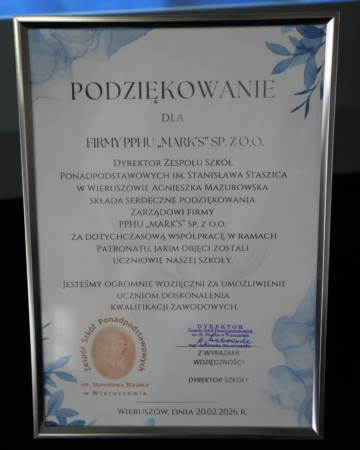 PODZIĘKOWANIE
DLA
FIRMY PPHU „MARK'S" SP. Z O.O.
DYREKTOR ZESPOŁU SZKÓŁ
PONADPODSTAWOWYCH IM. STANISŁAWA STASZICA
W WIERUSZOWIE AGNIESZKA MAZUROWSKA
SKŁADA SERDECZNE PODZIĘKOWANIA
ZARZĄDOWI FIRMY
PPHU „MARK'S" SP. Z O.O.
ZA DOTYCHCZASOWĄ WSPÓŁPRACĘ W RAMACH
PATRONATU, JAKIM OBJĘCI ZOSTALI
UCZNIOWIE NASZEJ SZKOŁY.
JESTEŚMY OGROMNIE WDZIĘCZNI ZA UMOŻLIWIENIE
UCZNIOM DOSKONALENIA
KWALIFIKACJI ZAWODOWYCH.
Zespół Szkół Ponadpodstawowych
im. Stanisława Staszica
w Wieruszowie
DYREKTOR
Z WYRAZAMI
WDZIĘCZNOŚCI
DYREKTOR SZKOŁY
WIERUSZÓW, DNIA 20.02.2026 R.